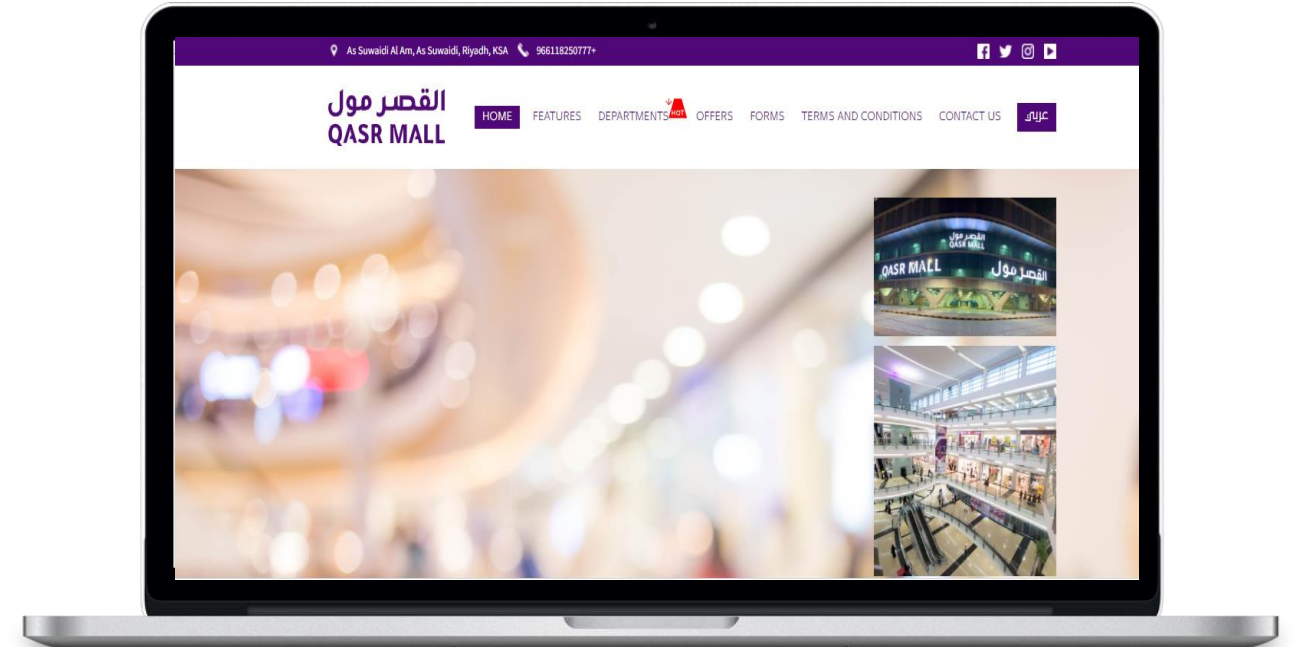 As Suwaidi Al Am, As Suwaidi, Riyadh, KSA 966118250777+
القصر مول
QASR MALL
HOME FEATURES DEPARTMENTS HOT OFFERS FORMS TERMS AND CONDITIONS CONTACT US عربي
القصر مول
QASR MALL
QASR MALL القصر مول